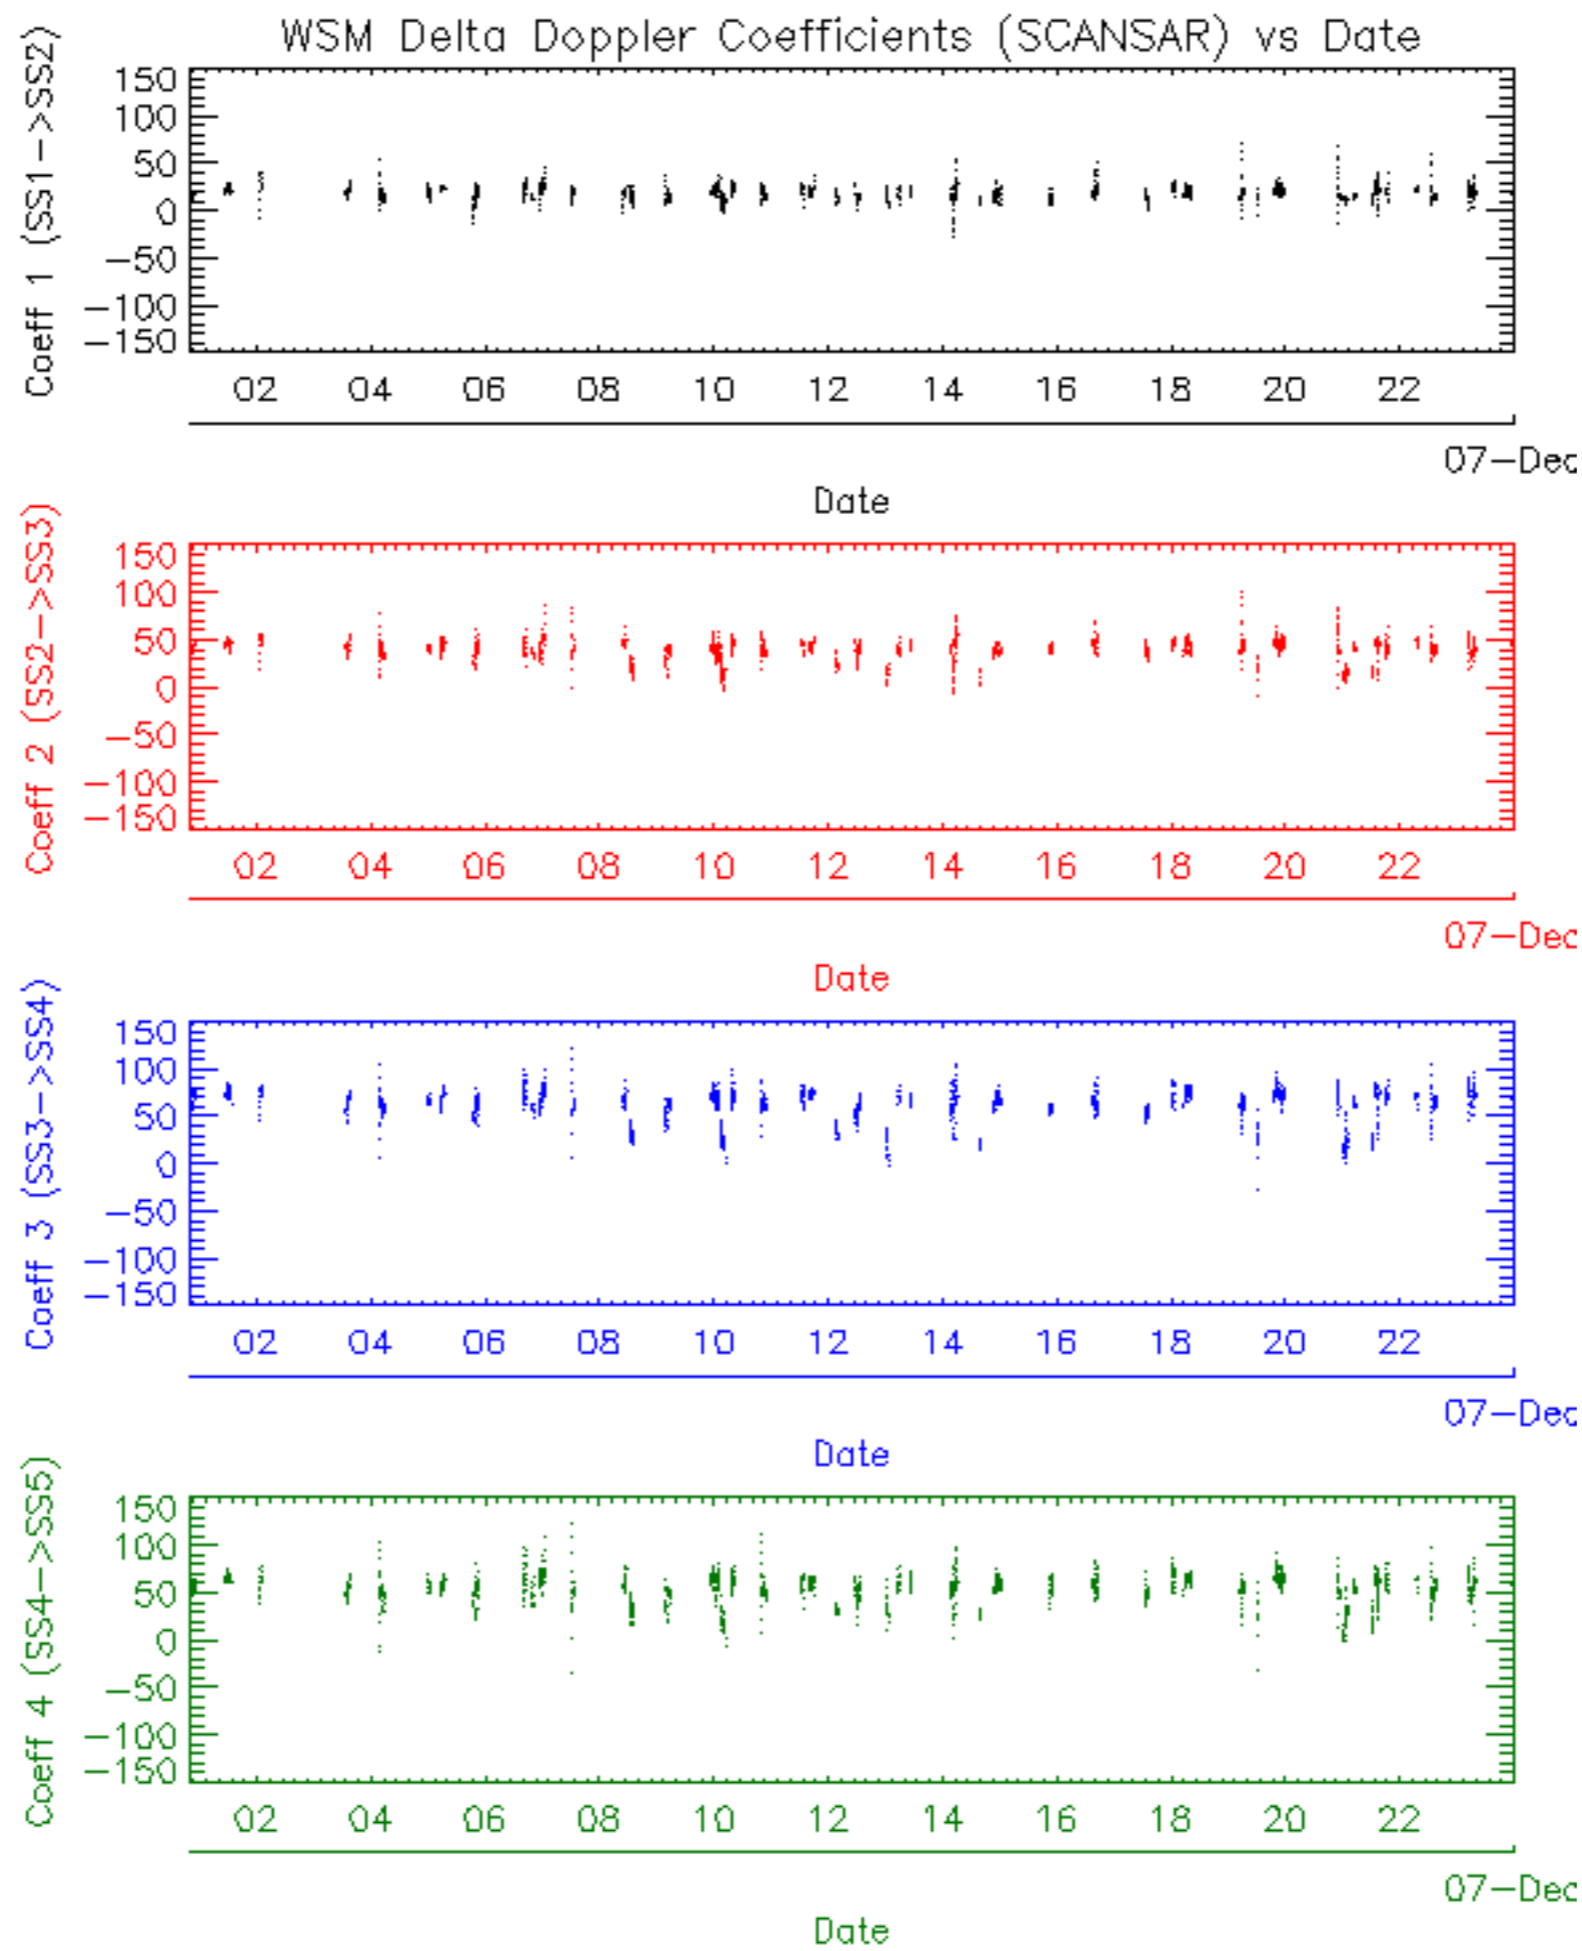 WSM Delta Doppler Coefficients (SCANSAR) vs Date
Coeff 1 (SS1->SS2)
150
100
50
0
-50
-100
-150
02 04 06 08 10 12 14 16 18 20 22
07-Dec
Date
Coeff 2 (SS2->SS3)
150
100
50
0
-50
-100
-150
02 04 06 08 10 12 14 16 18 20 22
07-Dec
Date
Coeff 3 (SS3->SS4)
150
100
50
0
-50
-100
-150
02 04 06 08 10 12 14 16 18 20 22
07-Dec
Date
Coeff 4 (SS4->SS5)
150
100
50
0
-50
-100
-150
02 04 06 08 10 12 14 16 18 20 22
07-Dec
Date